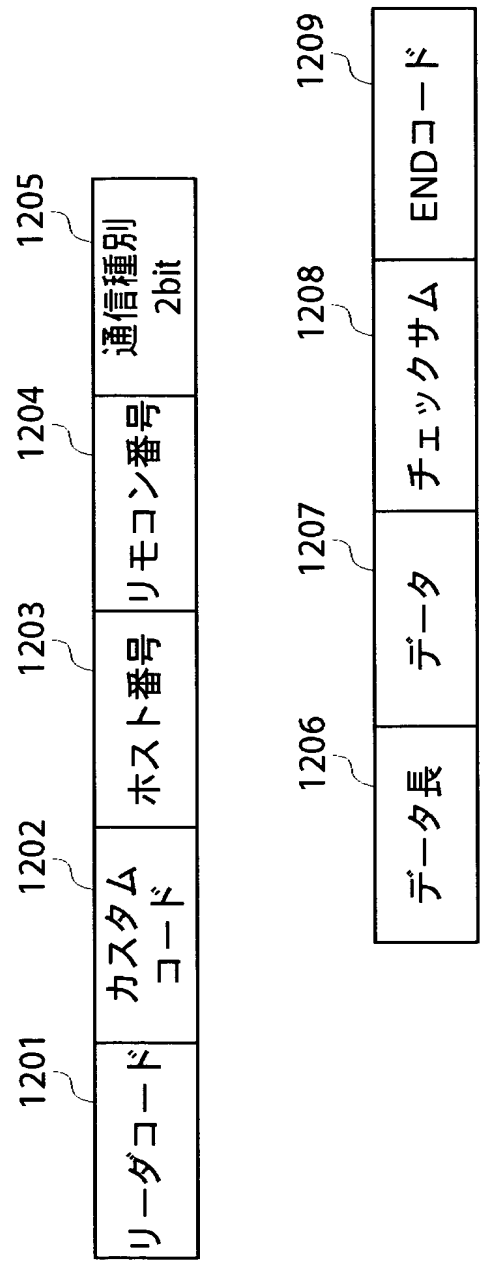 1201
1202
1203
1204
1205
リーダコード
カスタム
コード
ホスト番号
リモコン番号
通信種別
2bit
1206
1207
1208
1209
データ長
データ
チェックサム
ENDコード